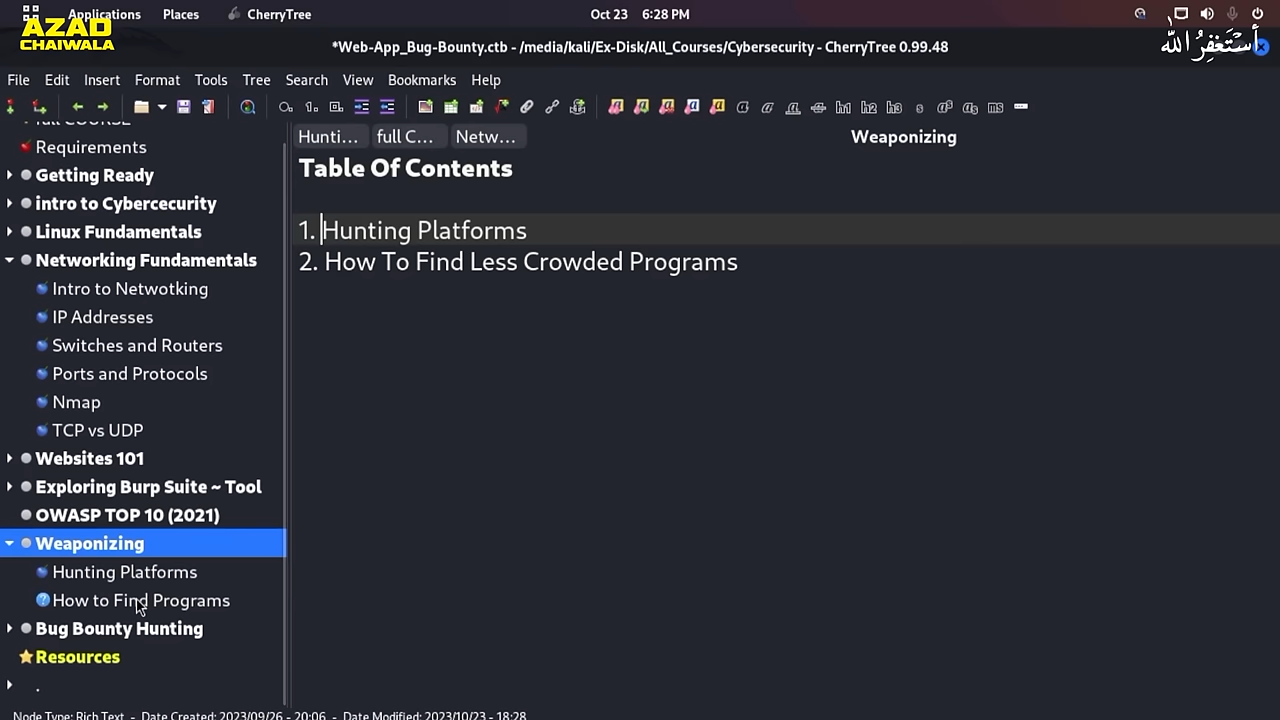 Applications Places CherryTree Oct 23 6:28 PM
AZAD
CHAIWALA
أستغفر الله
*Web-App_Bug-Bounty.ctb - /media/kali/Ex-Disk/All_Courses/Cybersecurity - CherryTree 0.99.48
File Edit Insert Format Tools Tree Search View Bookmarks Help
h1 h2 h3 s
full COURSE
Requirements
Getting Ready
intro to Cybercecurity
Linux Fundamentals
Networking Fundamentals
Intro to Netwotking
IP Addresses
Switches and Routers
Ports and Protocols
Nmap
TCP vs UDP
Websites 101
Exploring Burp Suite ~ Tool
OWASP TOP 10 (2021)
Weaponizing
Hunting Platforms
How to Find Programs
Bug Bounty Hunting
Resources
.
Hunti... full C... Netw... Weaponizing
Table Of Contents
1. Hunting Platforms
2. How To Find Less Crowded Programs
Node Type: Rich Text - Date Created: 2023/09/26 - 20:06 - Date Modified: 2023/10/23 - 18:28